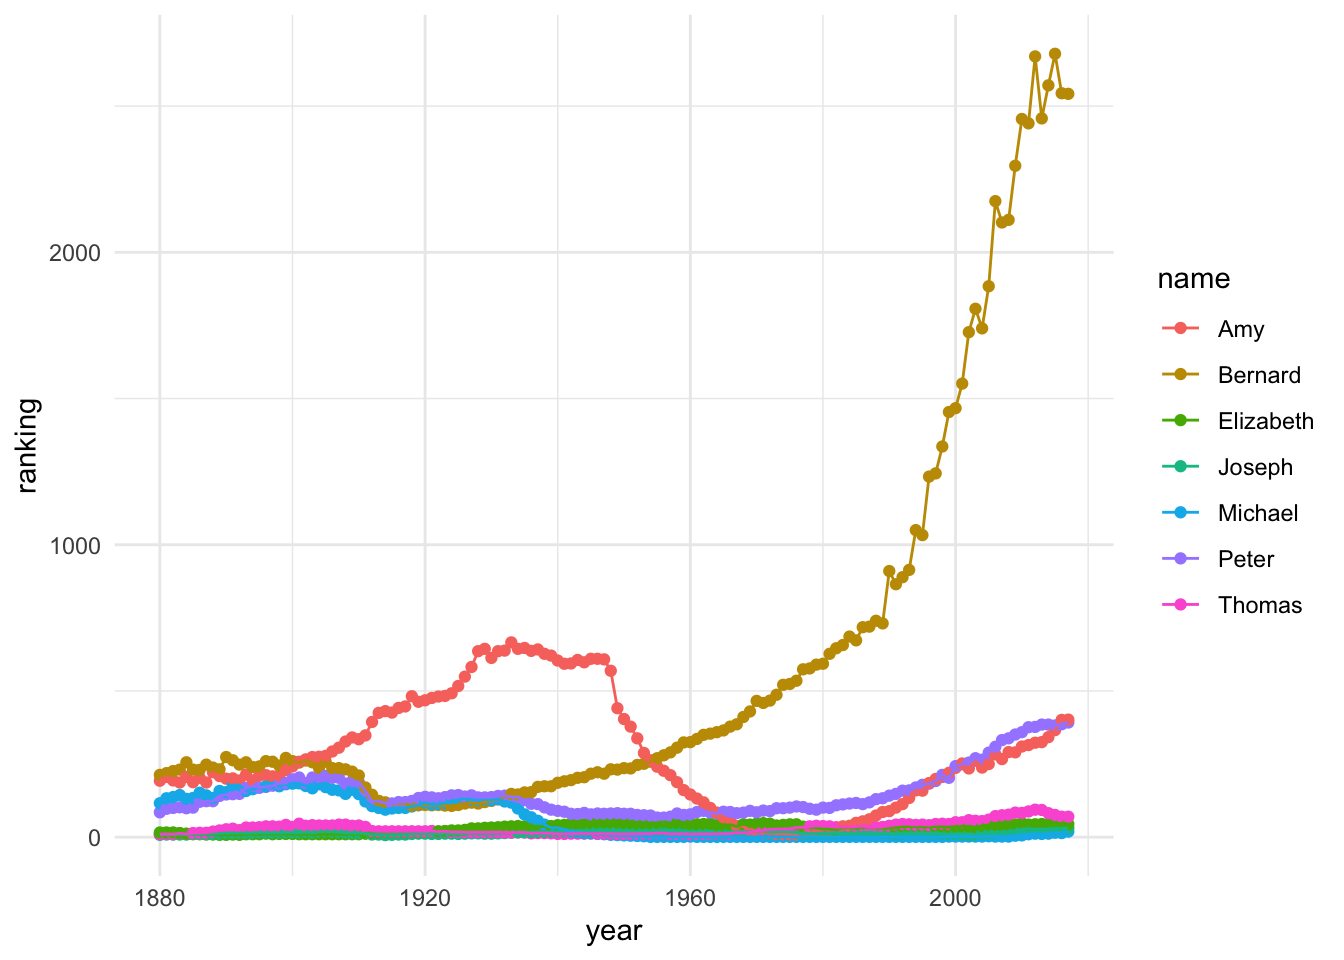 2000
1000
0
ranking
1880
1920
1960
2000
year
name
Amy
Bernard
Elizabeth
Joseph
Michael
Peter
Thomas